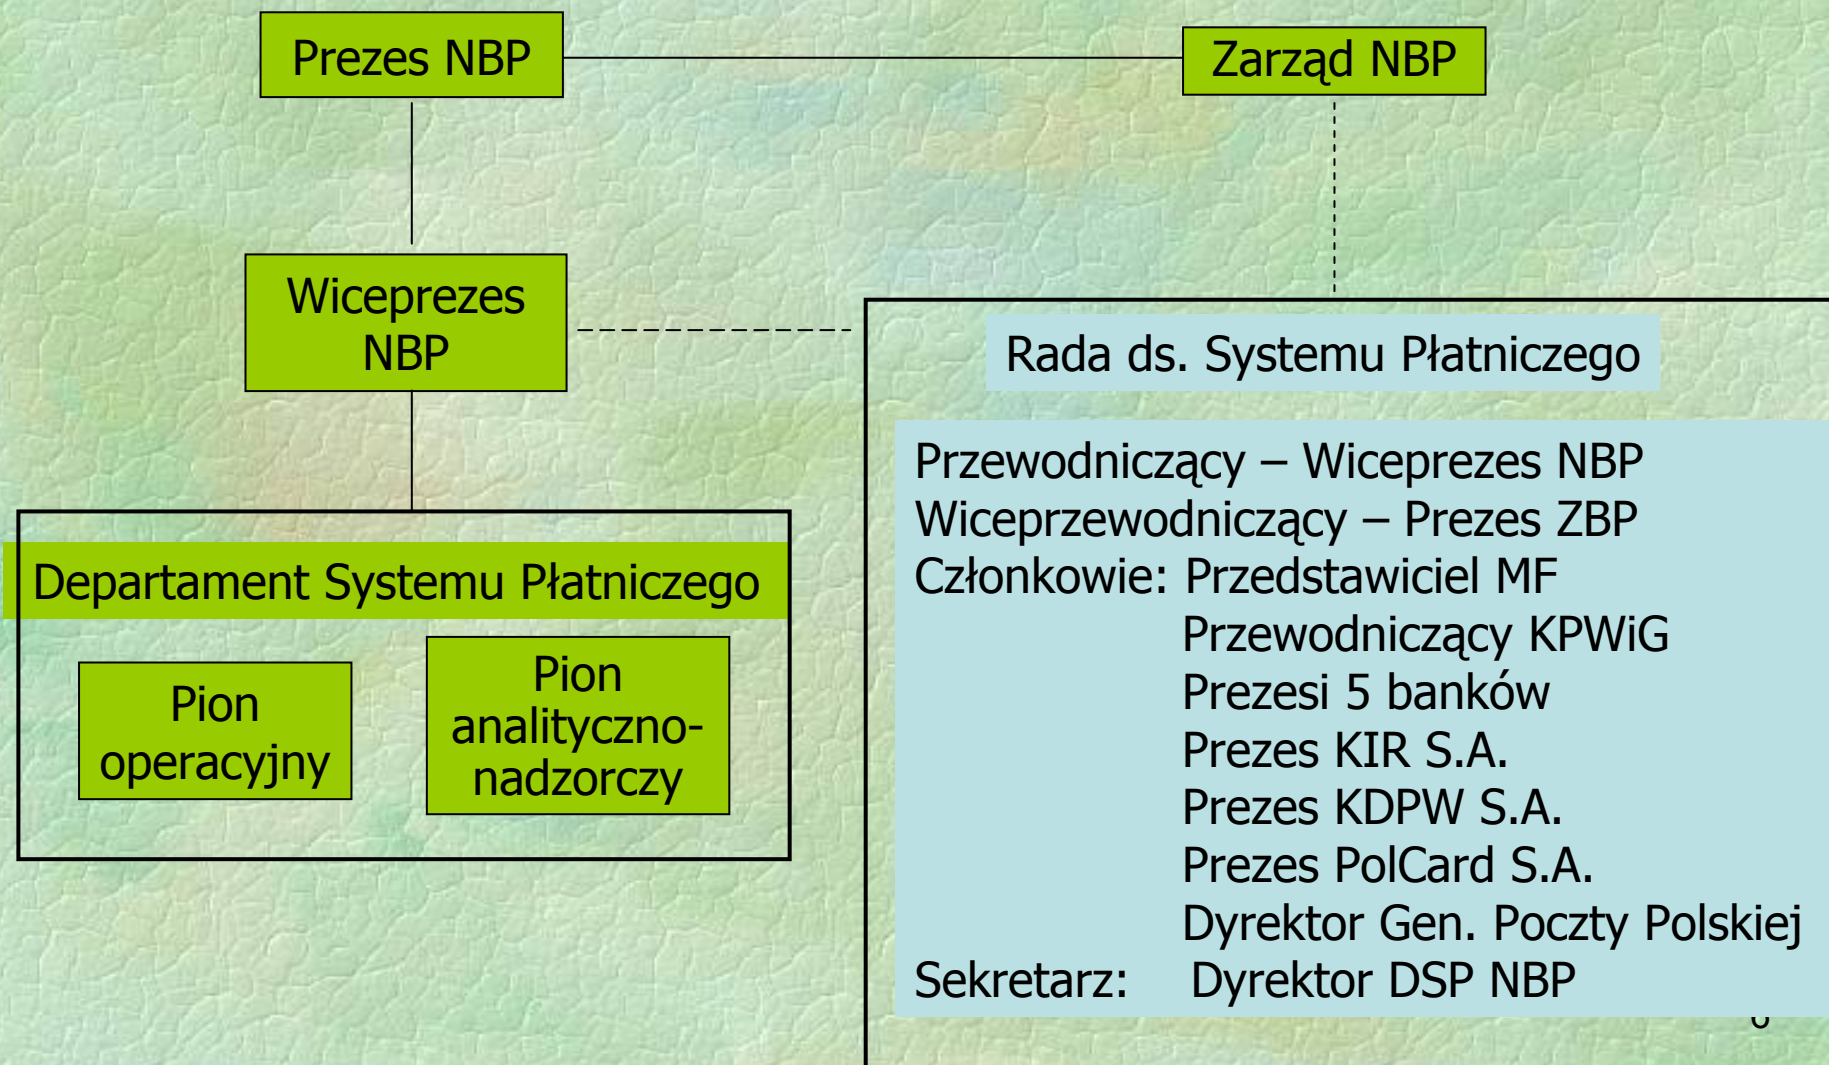 Prezes NBP
Zarząd NBP
Wiceprezes
NBP
Departament Systemu Płatniczego
Pion
operacyjny
Pion
analityczno-
nadzorczy
Rada ds. Systemu Płatniczego
Przewodniczący – Wiceprezes NBP
Wiceprzewodniczący – Prezes ZBP
Członkowie: Przedstawiciel MF
Przewodniczący KPWiG
Prezesi 5 banków
Prezes KIR S.A.
Prezes KDPW S.A.
Prezes PolCard S.A.
Dyrektor Gen. Poczty Polskiej
Sekretarz: Dyrektor DSP NBP